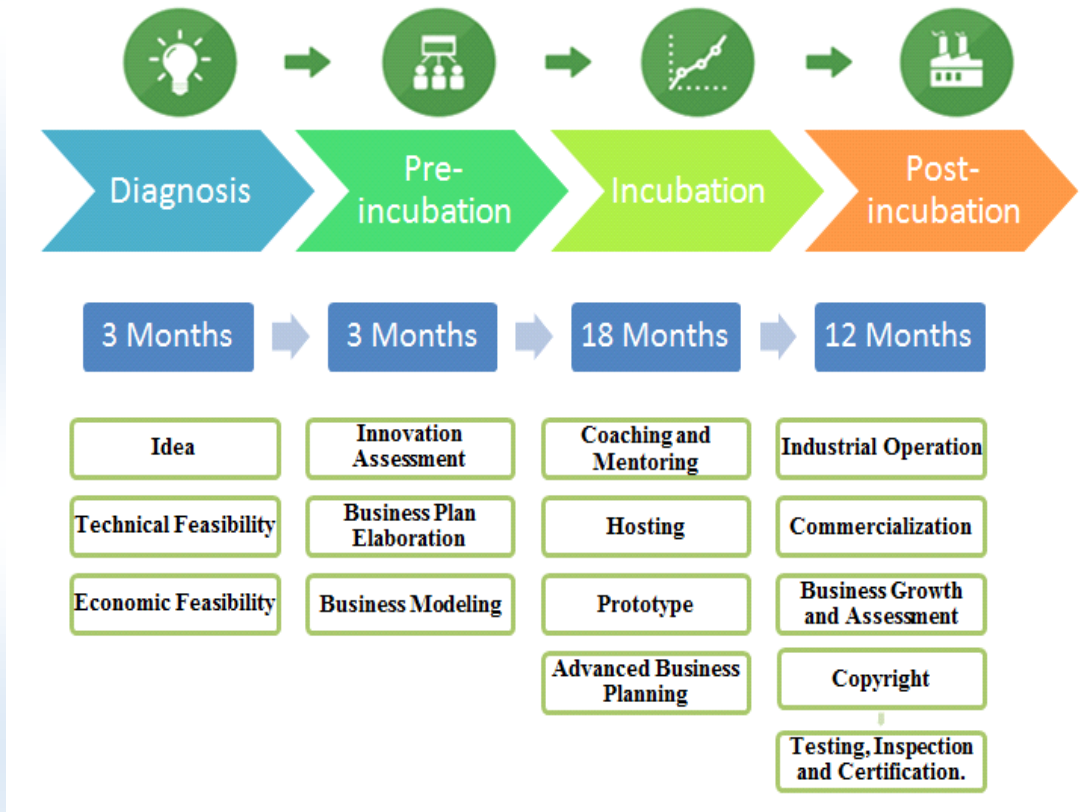 Diagnosis
Pre-
incubation
Incubation
Post-
incubation
3 Months
3 Months
18 Months
12 Months
Idea
Technical Feasibility
Economic Feasibility
Innovation
Assessment
Business Plan
Elaboration
Business Modeling
Coaching and
Mentoring
Hosting
Prototype
Advanced Business
Planning
Industrial Operation
Commercialization
Business Growth
and Assessment
Copyright
Testing, Inspection
and Certification.